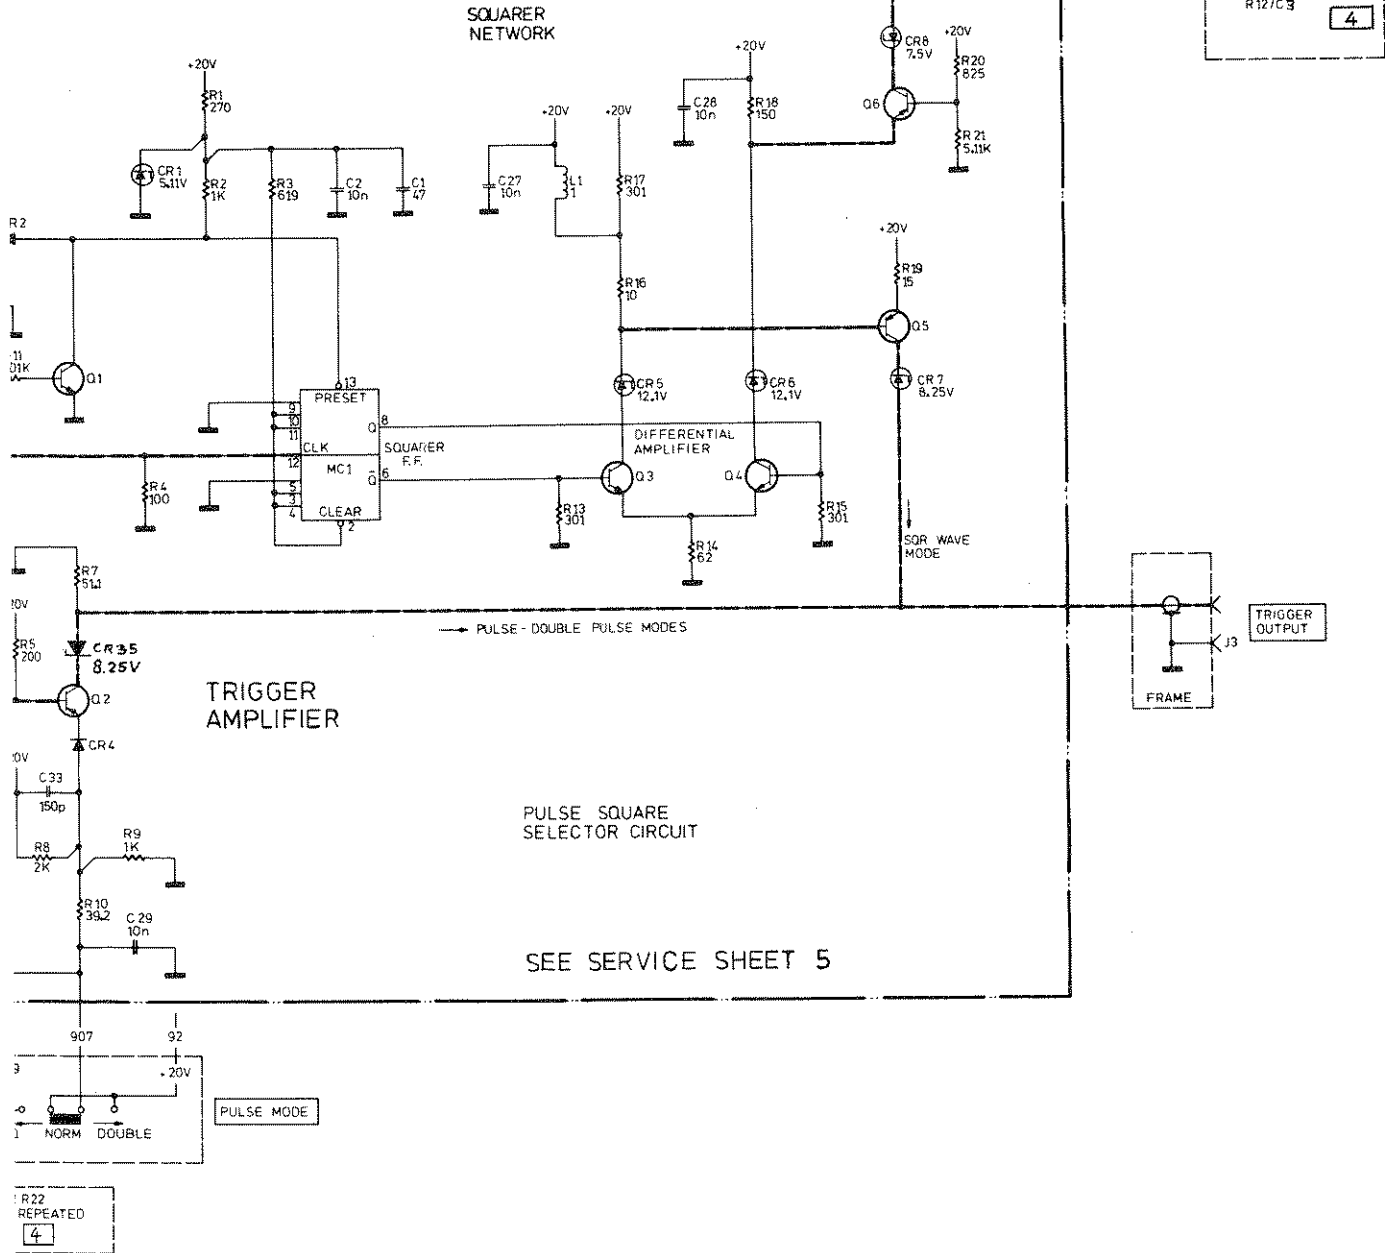 SQUARER
NETWORK
R12/C3
4
+20V
R1
270
CR1
5.11V
R2
1K
R3
619
C2
10n
C1
47
C27
10n
+20V
L1
1
+20V
R17
301
R16
10
C28
10n
+20V
R18
150
CR8
7.5V
Q6
+20V
R20
825
R21
5.11K
+20V
R19
15
Q5
CR7
8.25V
R2
11
01K
Q1
13
PRESET
9
10
11
CLK
12
MC1
5
3
4
CLEAR
2
Q
8
SQUARER
F.F.
Q̄
6
R4
100
CR5
12.1V
CR6
12.1V
DIFFERENTIAL
AMPLIFIER
Q3
Q4
R13
301
R14
62
R15
301
SQR WAVE
MODE
R7
51.1
20V
R5
200
CR35
8.25V
Q2
CR4
PULSE-DOUBLE PULSE MODES
TRIGGER
AMPLIFIER
TRIGGER
OUTPUT
J3
FRAME
0V
C33
150p
R8
2K
R9
1K
R10
39.2
C29
10n
PULSE SQUARE
SELECTOR CIRCUIT
SEE SERVICE SHEET 5
907
92
9
+20V
NORM
DOUBLE
PULSE MODE
R22
REPEATED
4